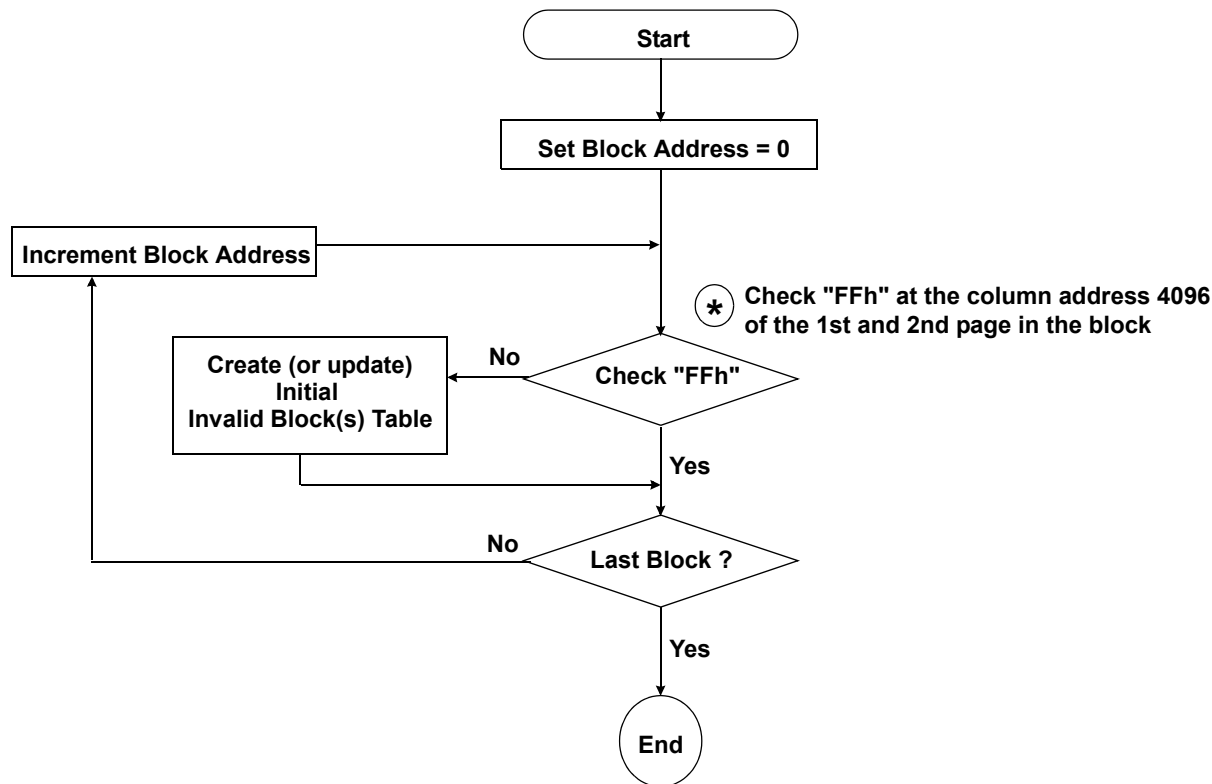 Start
Set Block Address = 0
Increment Block Address
* Check "FFh" at the column address 4096
of the 1st and 2nd page in the block
No
Check "FFh"
Create (or update)
Initial
Invalid Block(s) Table
Yes
No
Last Block ?
Yes
End